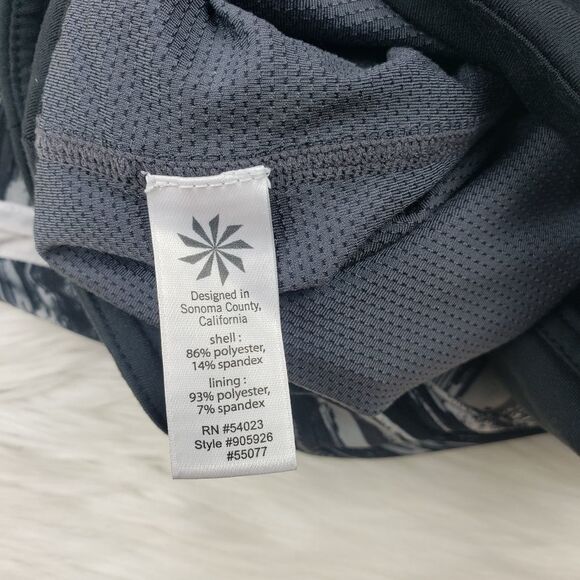 Designed in
Sonoma County,
California
shell :
86% polyester,
14% spandex
lining :
93% polyester,
7% spandex
RN #54023
Style #905926
#55077